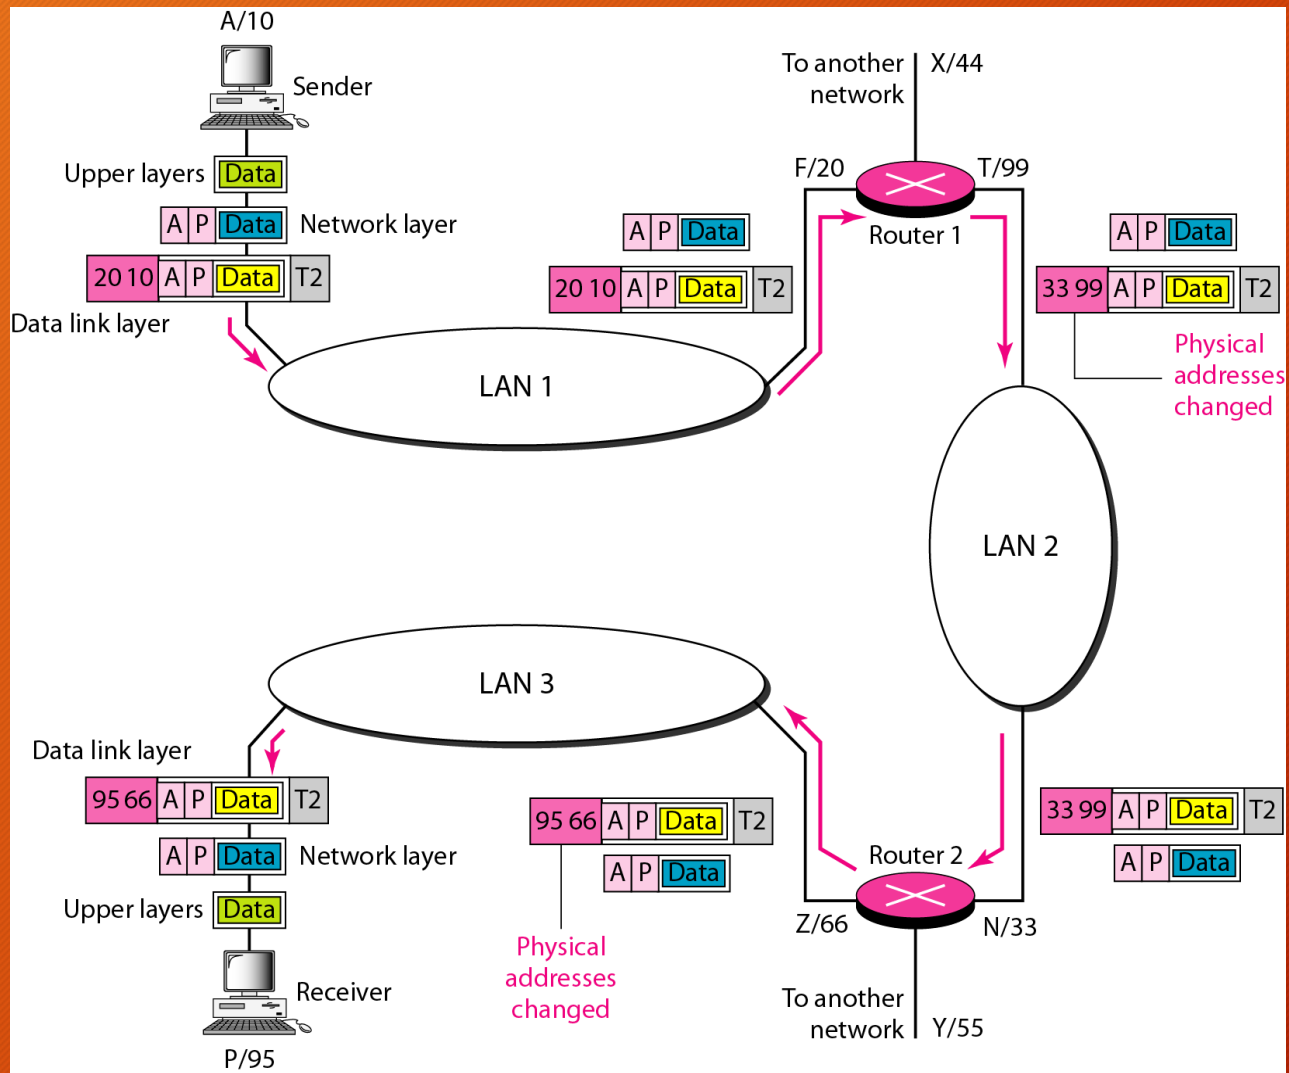 A/10
Sender
Upper layers Data
A P Data Network layer
20 10 A P Data T2
Data link layer
LAN 1
To another
network
X/44
F/20
T/99
Router 1
A P Data
20 10 A P Data T2
A P Data
33 99 A P Data T2
Physical
addresses
changed
LAN 2
33 99 A P Data T2
A P Data
Router 2
Z/66
N/33
To another
network
Y/55
95 66 A P Data T2
A P Data
Physical
addresses
changed
LAN 3
Data link layer
95 66 A P Data T2
A P Data Network layer
Upper layers Data
Receiver
P/95